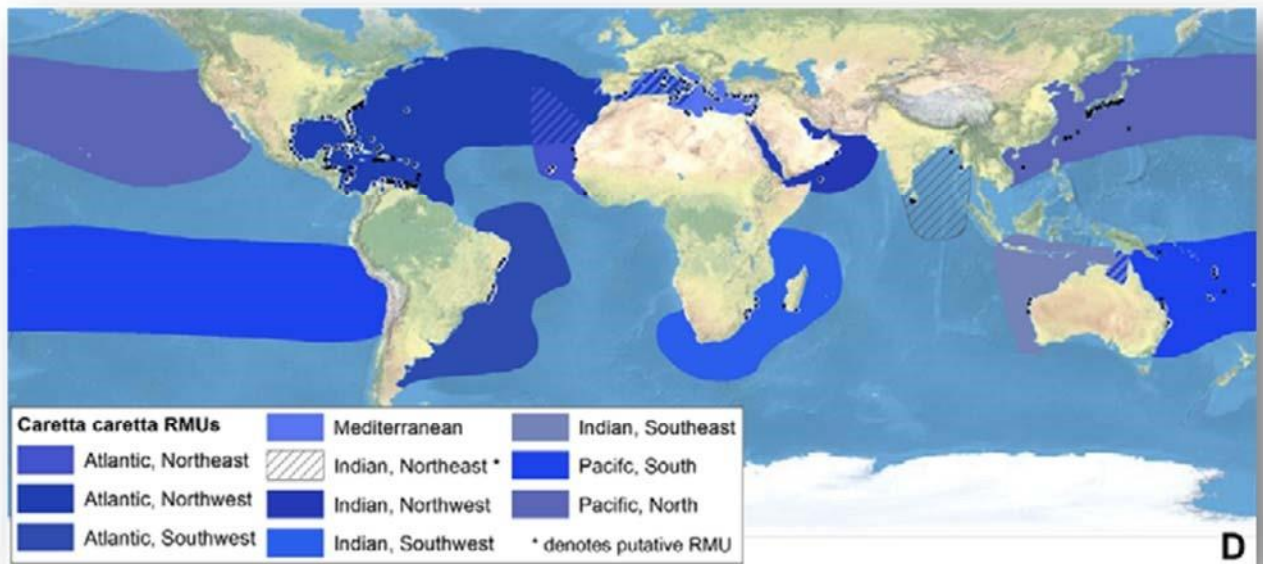 Caretta caretta RMUs
Atlantic, Northeast
Atlantic, Northwest
Atlantic, Southwest
Mediterranean
Indian, Northeast *
Indian, Northwest
Indian, Southwest
Indian, Southeast
Pacifc, South
Pacific, North
* denotes putative RMU
D